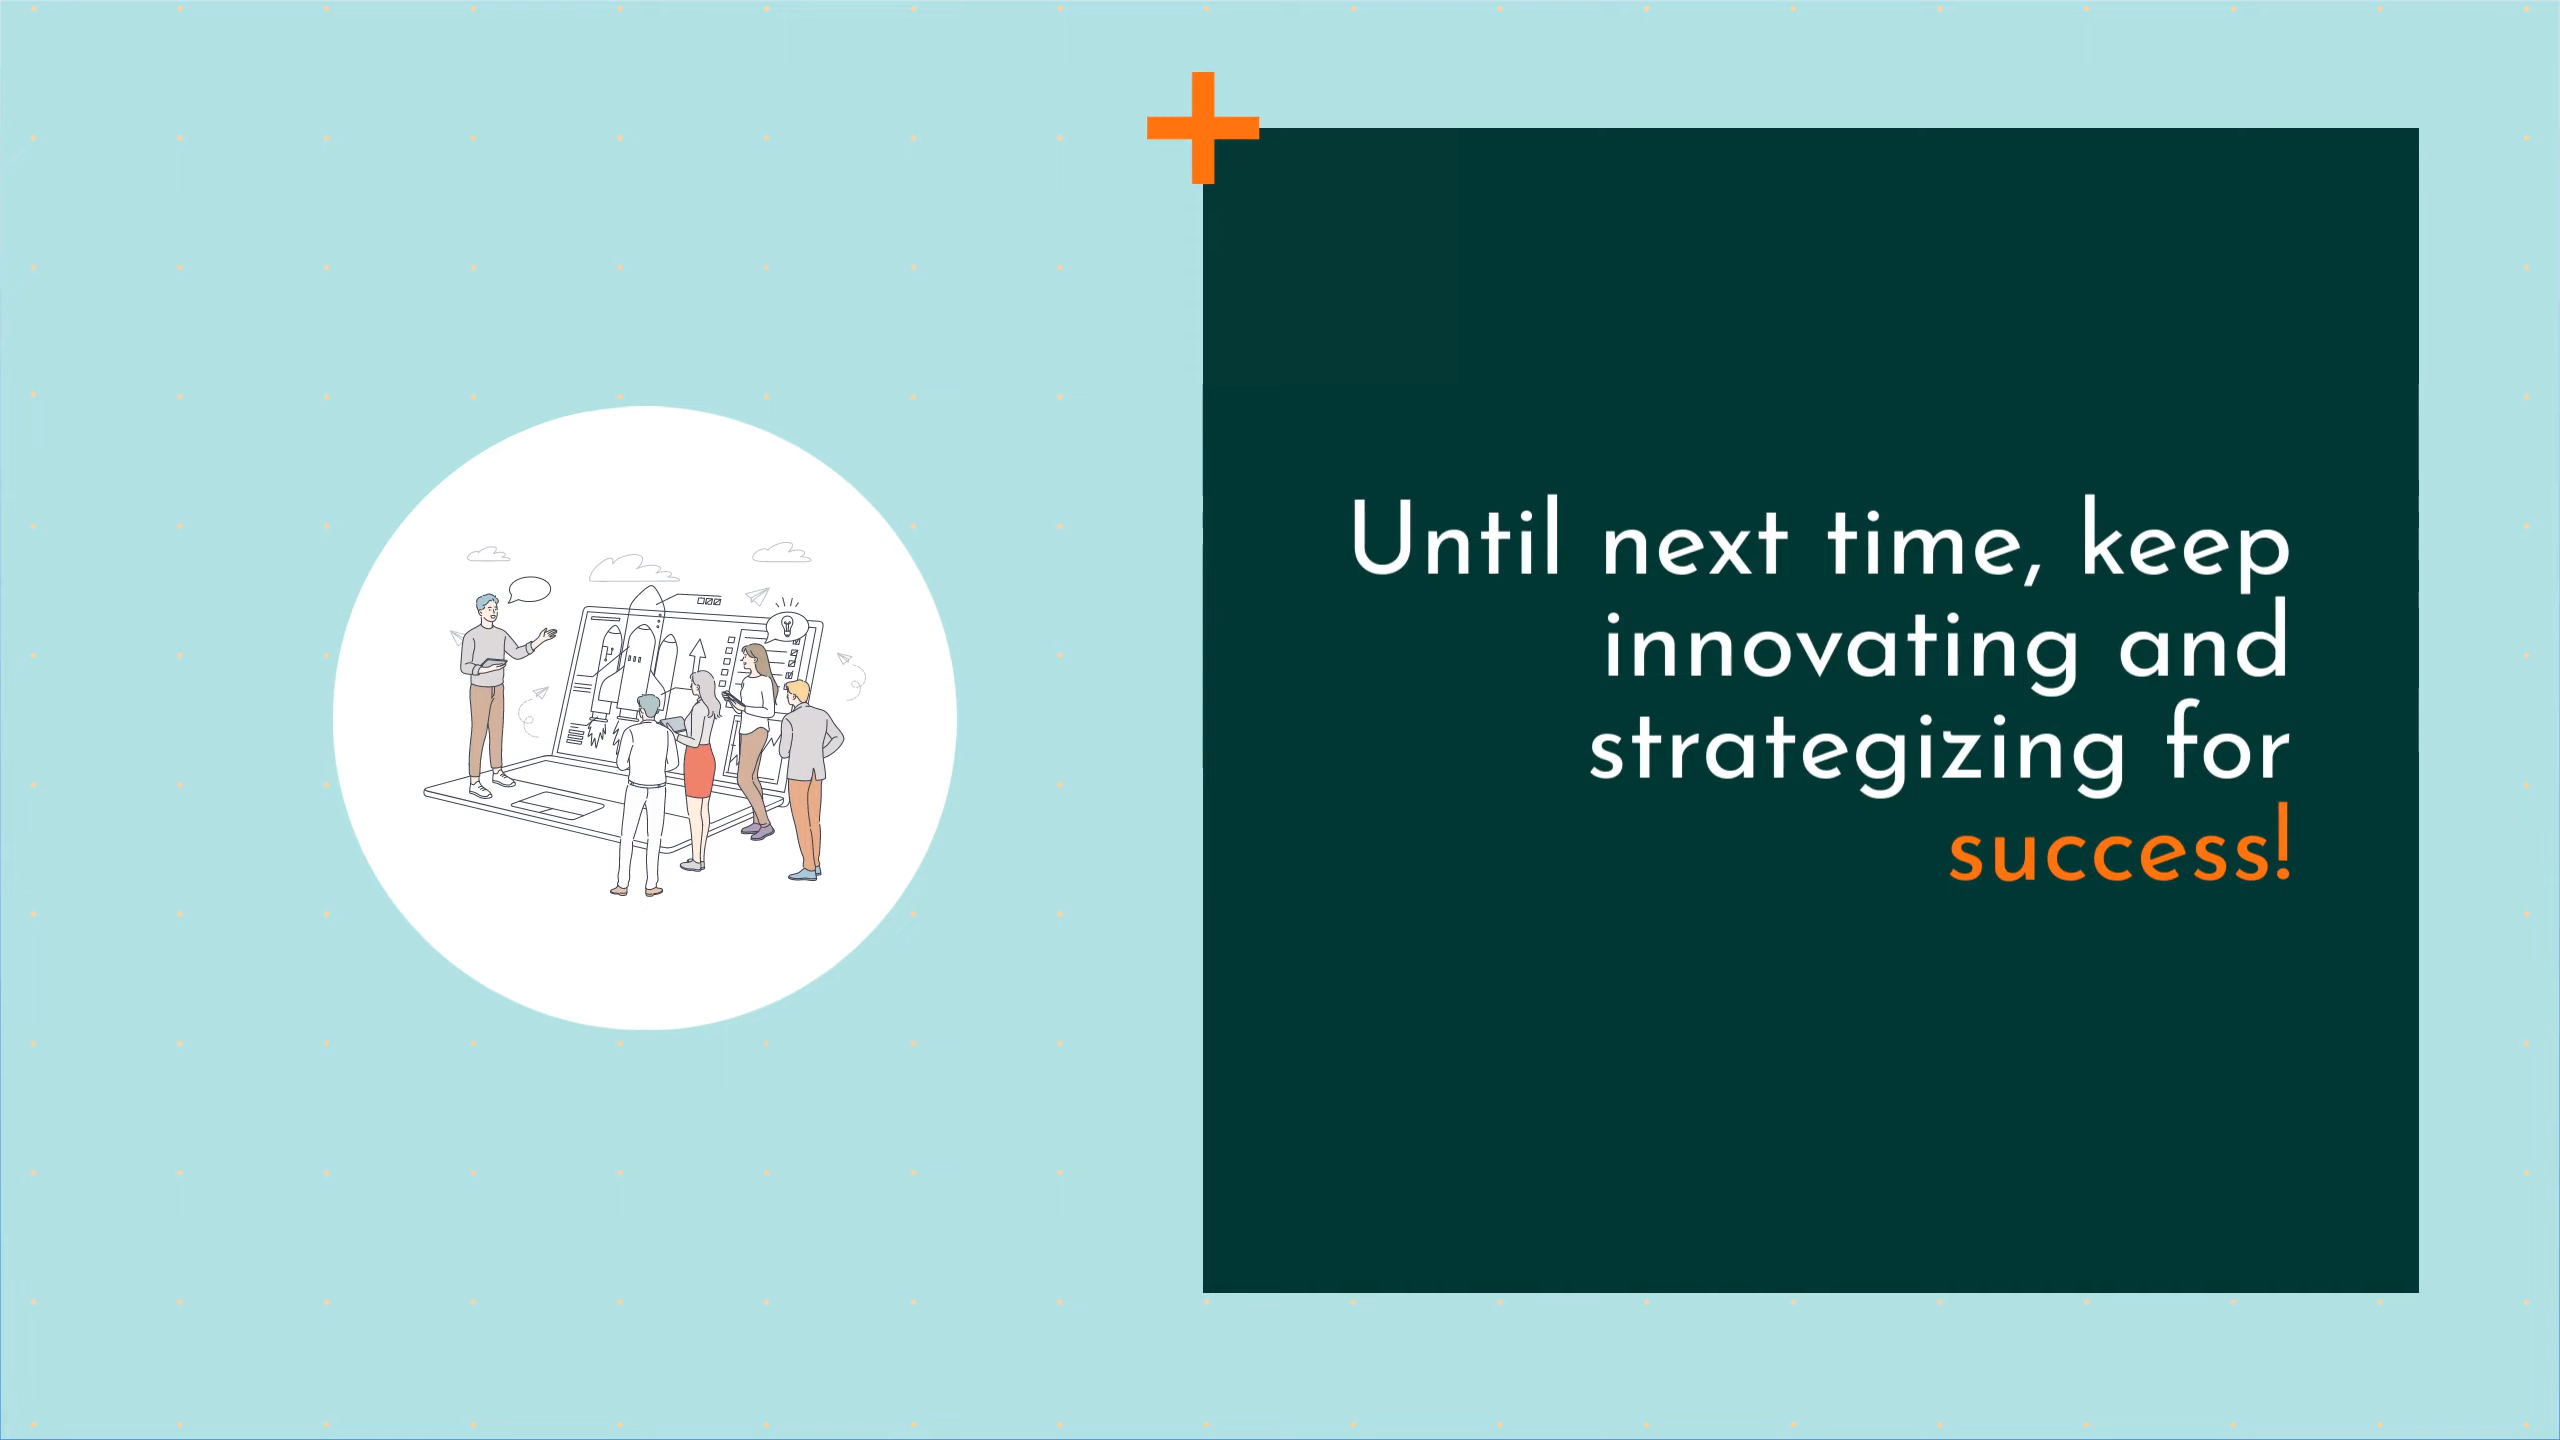 Until next time, keep
innovating and
strategizing for
success!